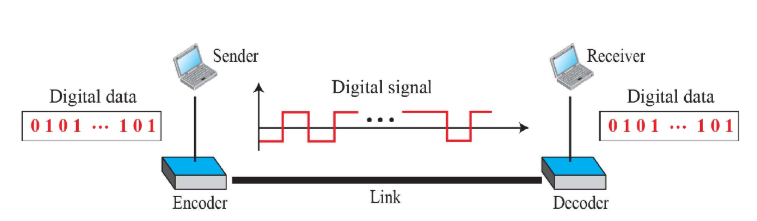 Sender
Receiver
Digital data
Digital signal
Digital data
0 1 0 1 ... 1 0 1
...
0 1 0 1 ... 1 0 1
Link
Encoder
Decoder